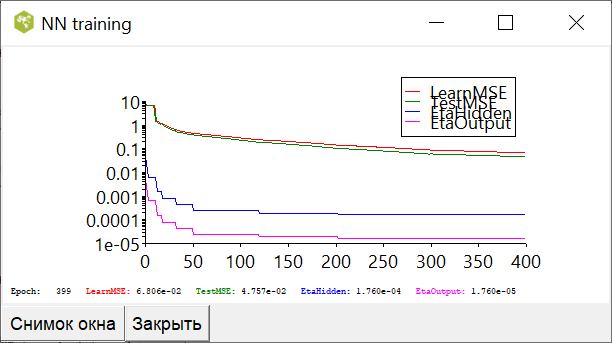 NN training
LearnMSE
TestMSE
EtaHidden
EtaOutput
10
1
0.1
0.01
0.001
0.0001
1e-05
0 50 100 150 200 250 300 350 400
Epoch: 399 LearnMSE: 6.806e-02 TestMSE: 4.757e-02 EtaHidden: 1.760e-04 EtaOutput: 1.760e-05
Снимок окна Закрыть